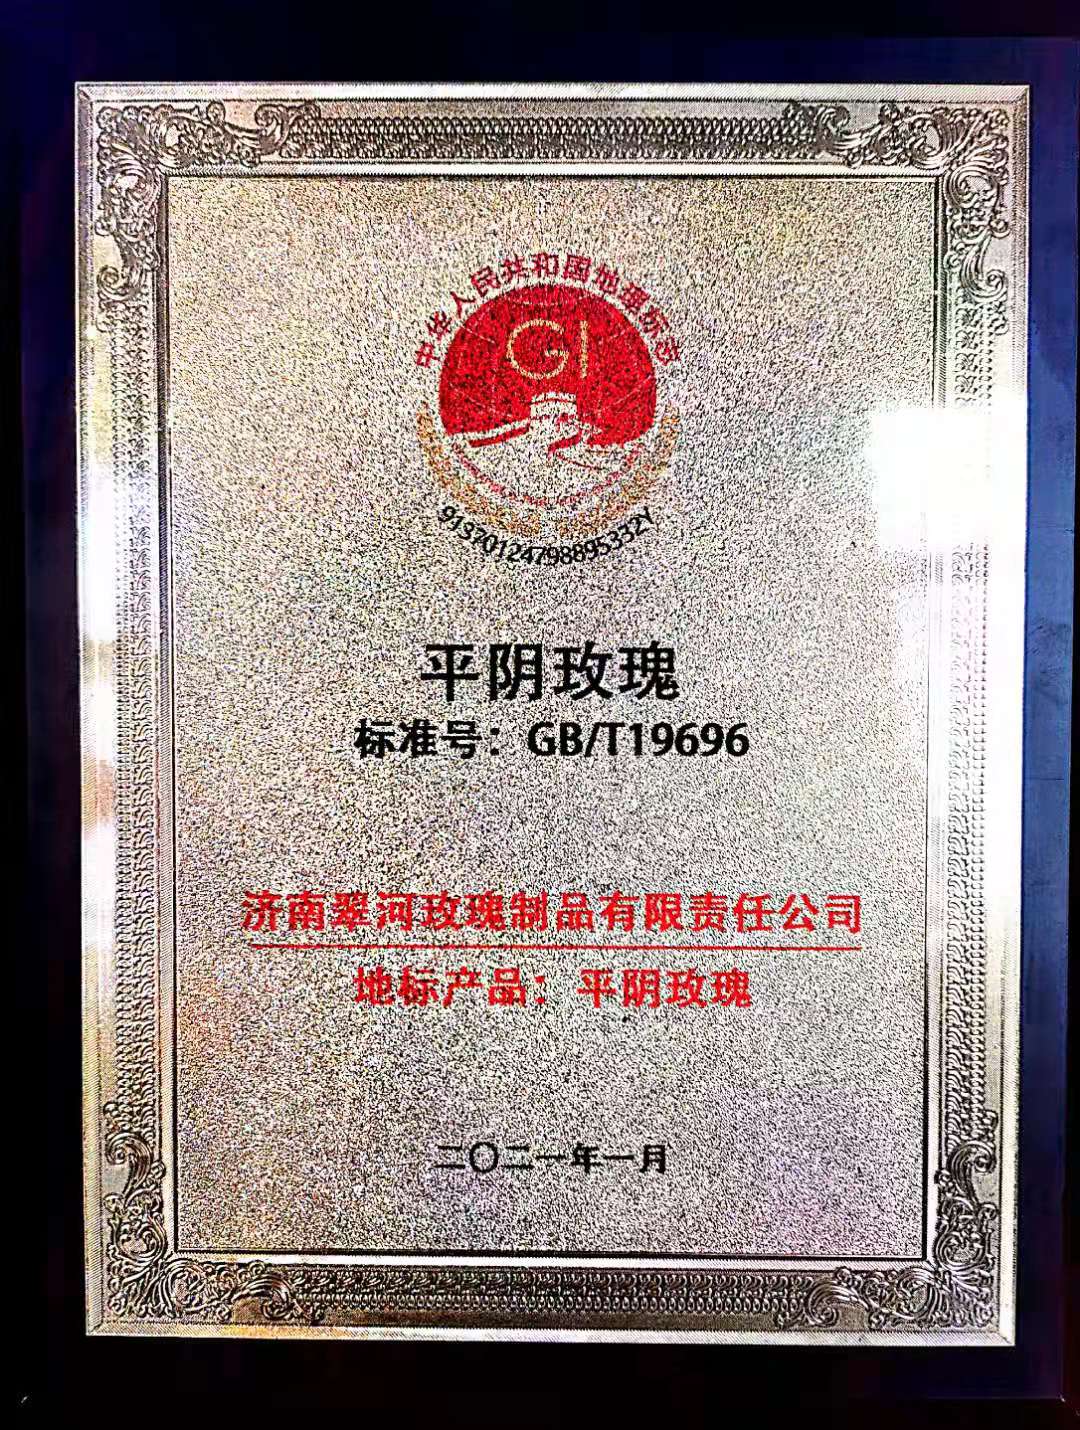 中华人民共和国地理标志
GI
91370124798895332Y
平阴玫瑰
标准号：GB/T19696
济南翠河玫瑰制品有限责任公司
地标产品：平阴玫瑰
二〇二一年一月